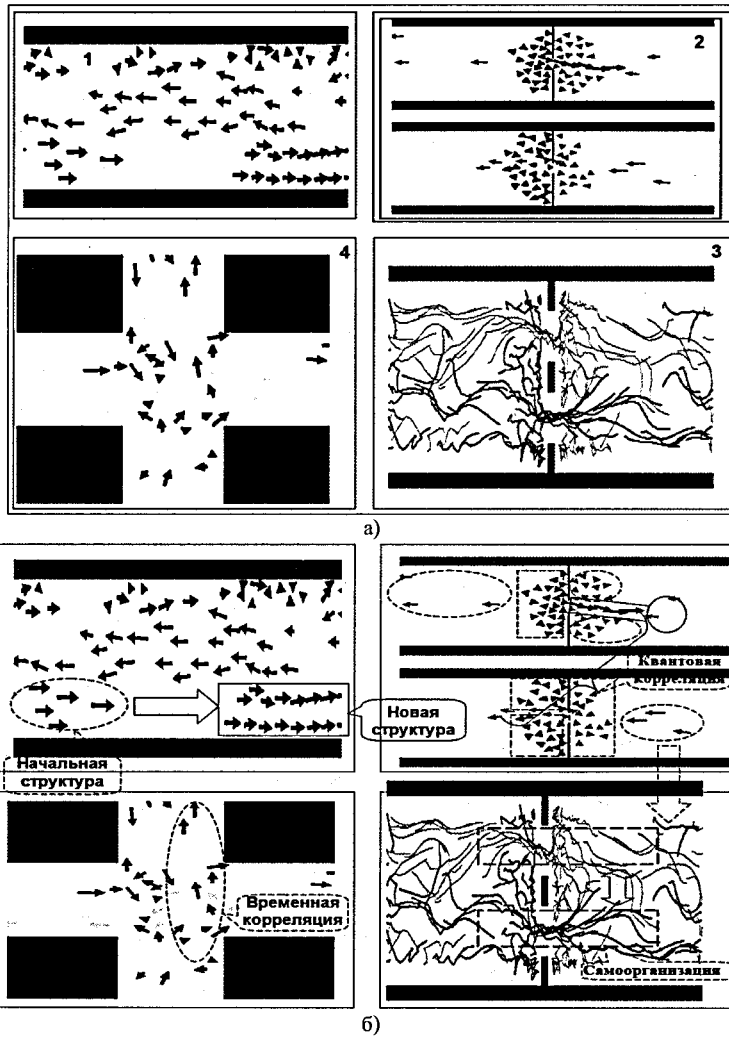 1
2
4
3
а)
Квантовая
корреляция
Новая
структура
Начальная
структура
Временная
корреляция
Самоорганизация
б)